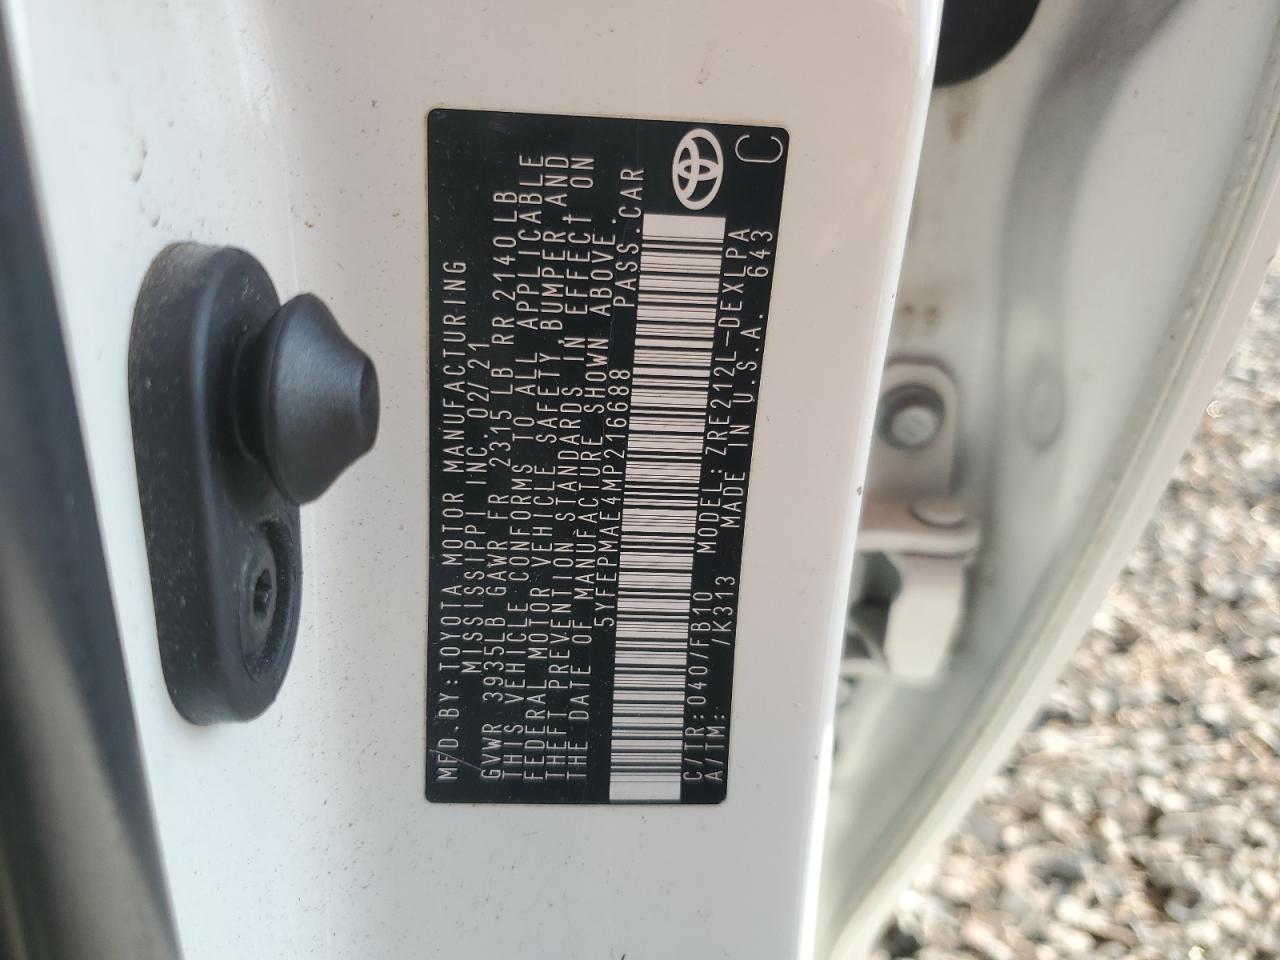 MFD.BY:TOYOTA MOTOR MANUFACTURING
MISSISSIPPI INC. 02/21
GVWR 3935LB GAWR FR 2315 LB RR 2140 LB
THIS VEHICLE CONFORMS TO ALL APPLICABLE
FEDERAL MOTOR VEHICLE SAFETY, BUMPER, AND
THEFT PREVENTION STANDARDS IN EFFECT ON
THE DATE OF MANUFACTURE SHOWN ABOVE.
5YFEPMAE4MP216688 PASS.CAR
C/TR:040/FB10 MODEL:ZRE212L-DEXLPA
A/TM: /K313 MADE IN U.S.A. 643
C